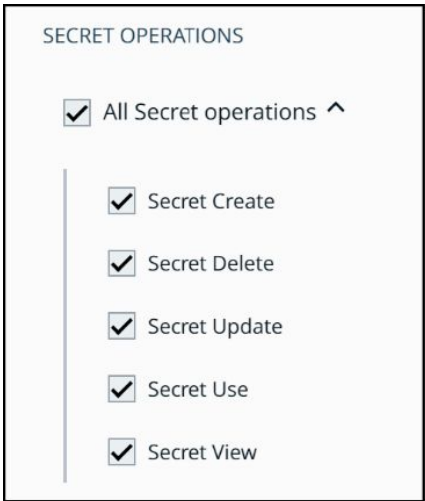 SECRET OPERATIONS
All Secret operations
Secret Create
Secret Delete
Secret Update
Secret Use
Secret View